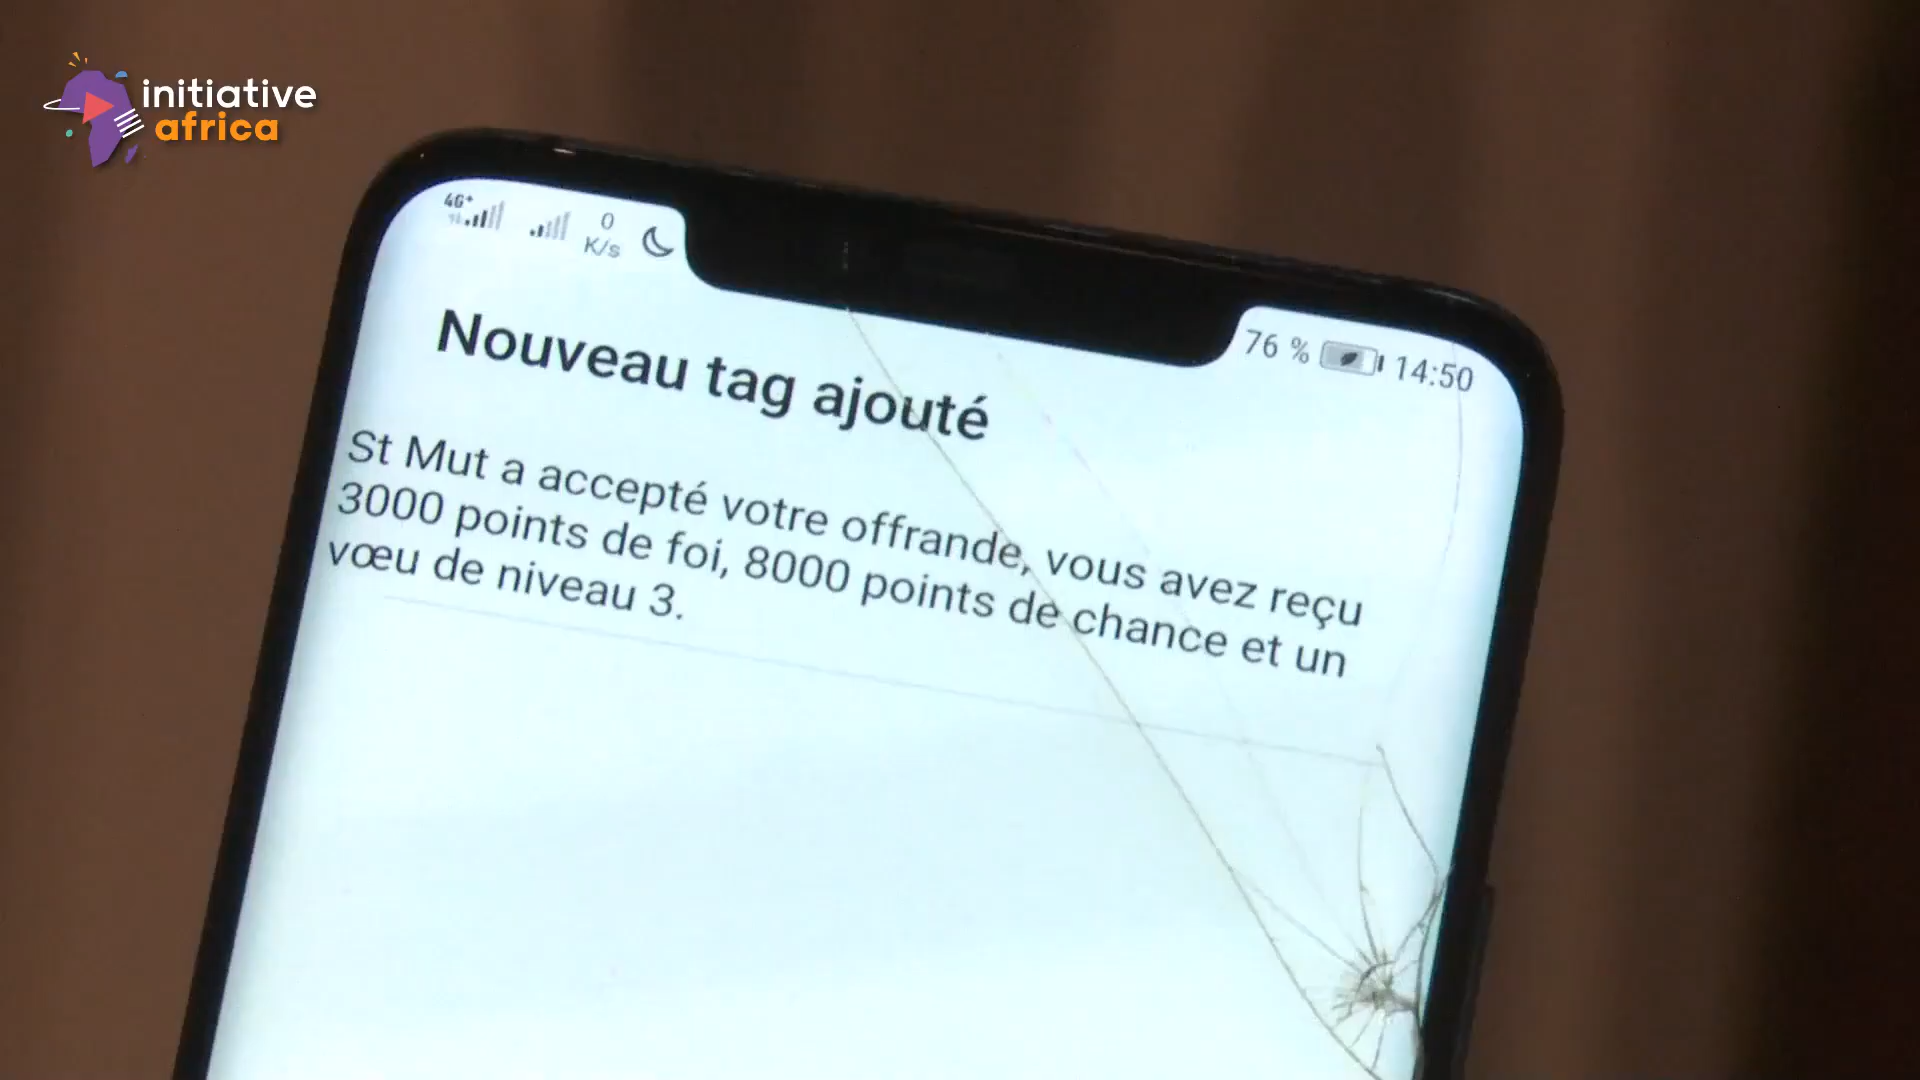 initiative
africa
4G+
0
K/s
76 %
14:50
Nouveau tag ajouté
St Mut a accepté votre offrande, vous avez reçu
3000 points de foi, 8000 points de chance et un
vœu de niveau 3.